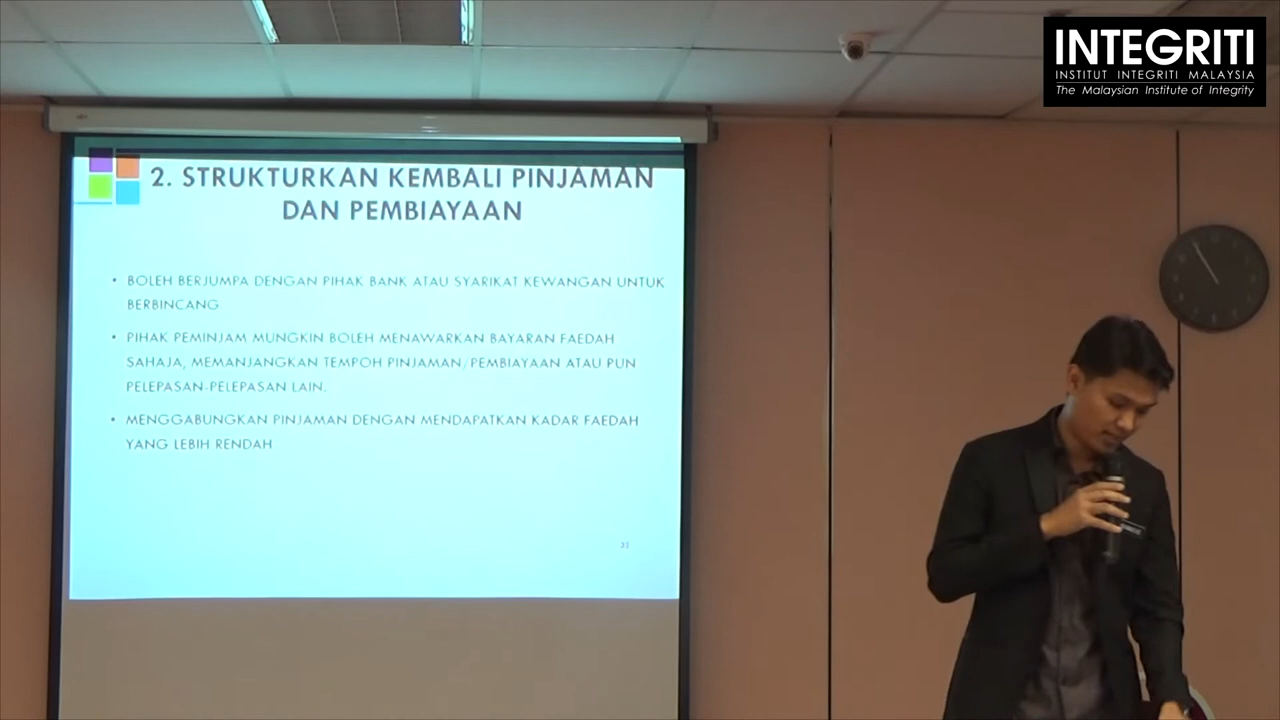 INTEGRITI
INSTITUT INTEGRITI MALAYSIA
The Malaysian Institute of Integrity
2. STRUKTURKAN KEMBALI PINJAMAN
DAN PEMBIAYAAN
• BOLEH BERJUMPA DENGAN PIHAK BANK ATAU SYARIKAT KEWANGAN UNTUK
BERBINCANG
• PIHAK PEMINJAM MUNGKIN BOLEH MENAWARKAN BAYARAN FAEDAH
SAHAJA, MEMANJANGKAN TEMPOH PINJAMAN/PEMBIAYAAN ATAU PUN
PELEPASAN-PELEPASAN LAIN.
• MENGGABUNGKAN PINJAMAN DENGAN MENDAPATKAN KADAR FAEDAH
YANG LEBIH RENDAH